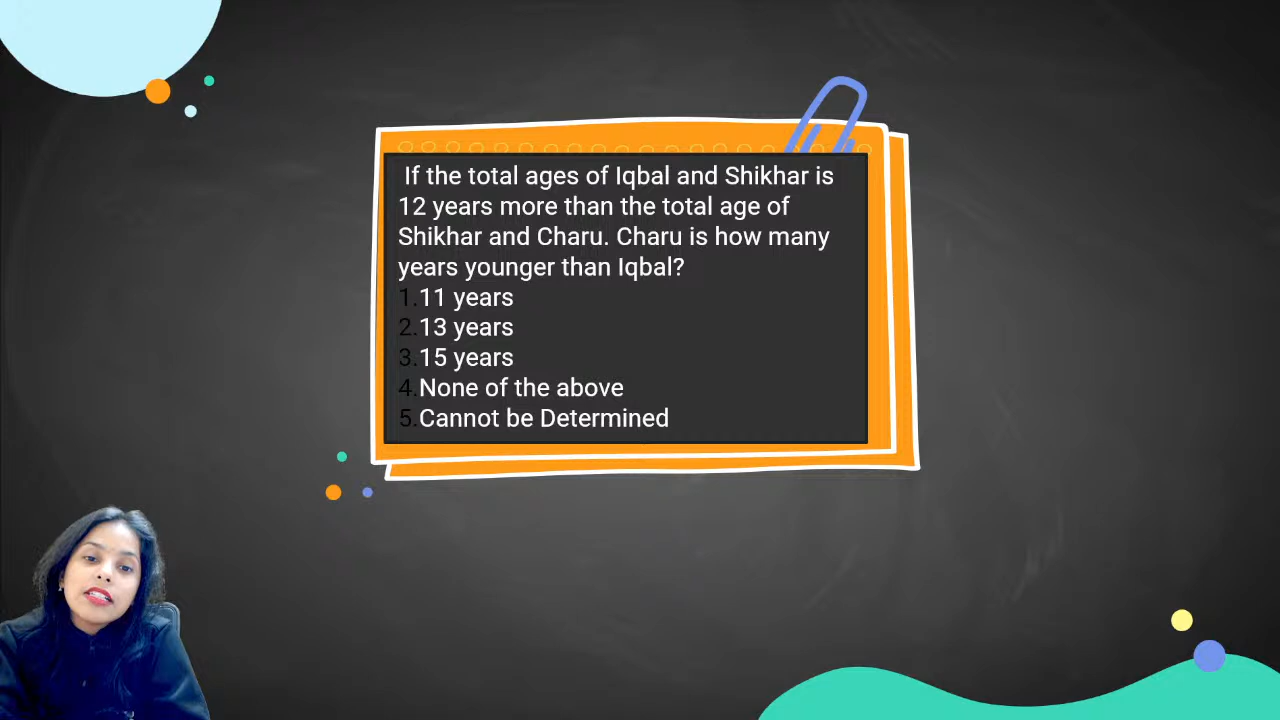 If the total ages of Iqbal and Shikhar is
12 years more than the total age of
Shikhar and Charu. Charu is how many
years younger than Iqbal?
1.11 years
2.13 years
3.15 years
4.None of the above
5.Cannot be Determined